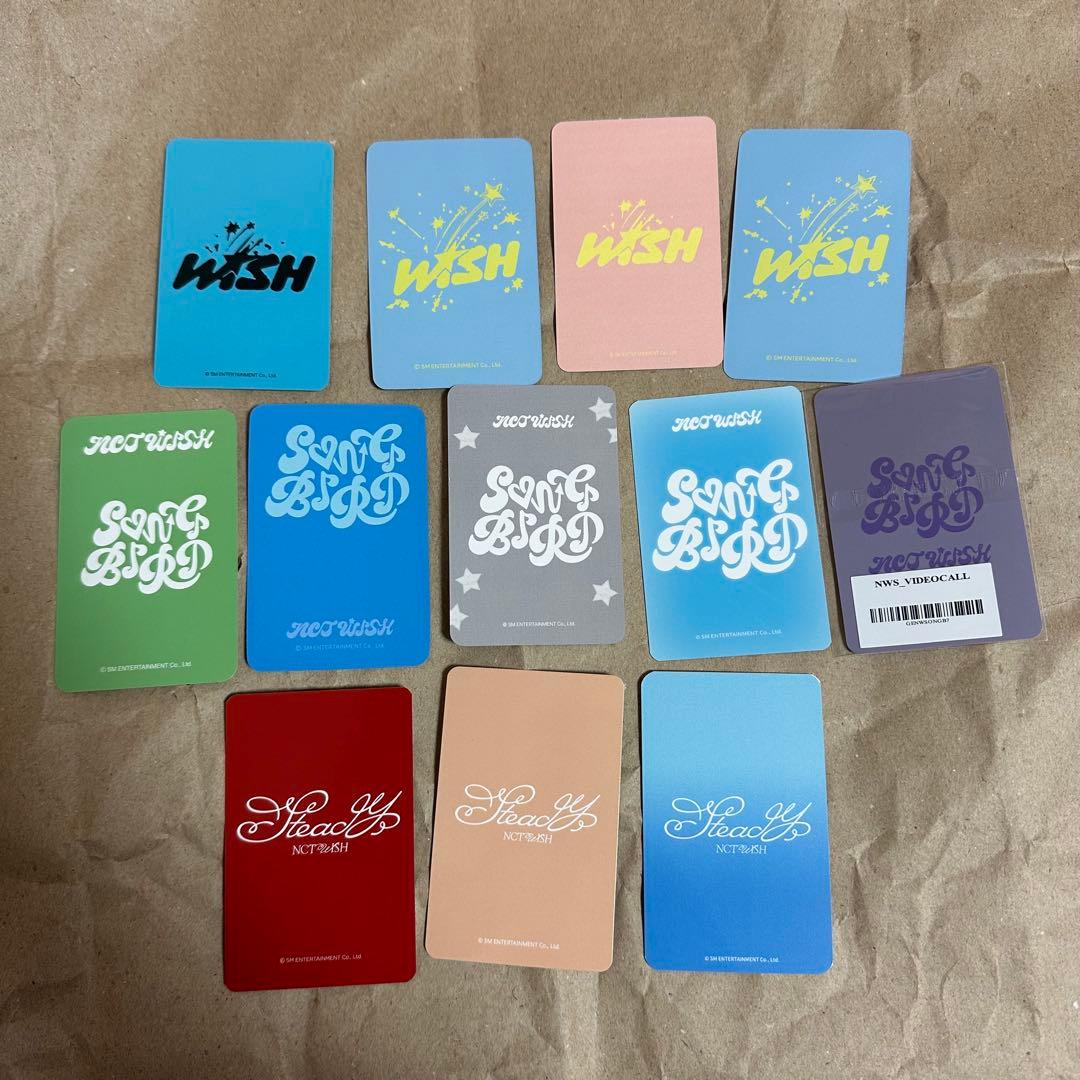 WISH
© SM ENTERTAINMENT Co., Ltd.
WISH
© SM ENTERTAINMENT Co., Ltd.
WISH
© SM ENTERTAINMENT Co., Ltd.
WISH
© SM ENTERTAINMENT Co., Ltd.
NCT WISH
SONG
BIRD
© SM ENTERTAINMENT Co., Ltd.
SONG
BIRD
NCT WISH
© SM ENTERTAINMENT Co., Ltd.
NCT WISH
SONG
BIRD
© SM ENTERTAINMENT Co., Ltd.
NCT WISH
SONG
BIRD
© SM ENTERTAINMENT Co., Ltd.
SONG
BIRD
NCT WISH
NWS_VIDEOCALL
GENWSONGB7
Steady
NCT WISH
© SM ENTERTAINMENT Co., Ltd.
Steady
NCT WISH
© SM ENTERTAINMENT Co., Ltd.
Steady
NCT WISH
© SM ENTERTAINMENT Co., Ltd.